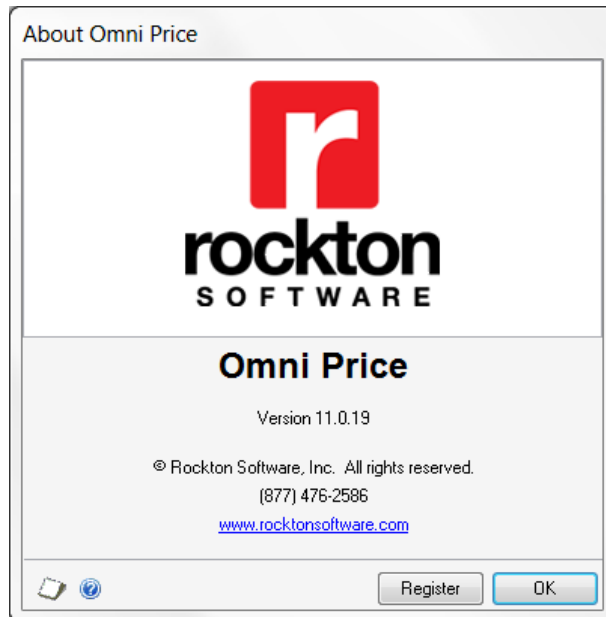 About Omni Price
r
rockton
SOFTWARE
Omni Price
Version 11.0.19
© Rockton Software, Inc. All rights reserved.
(877) 476-2586
www.rocktonsoftware.com
? Register OK